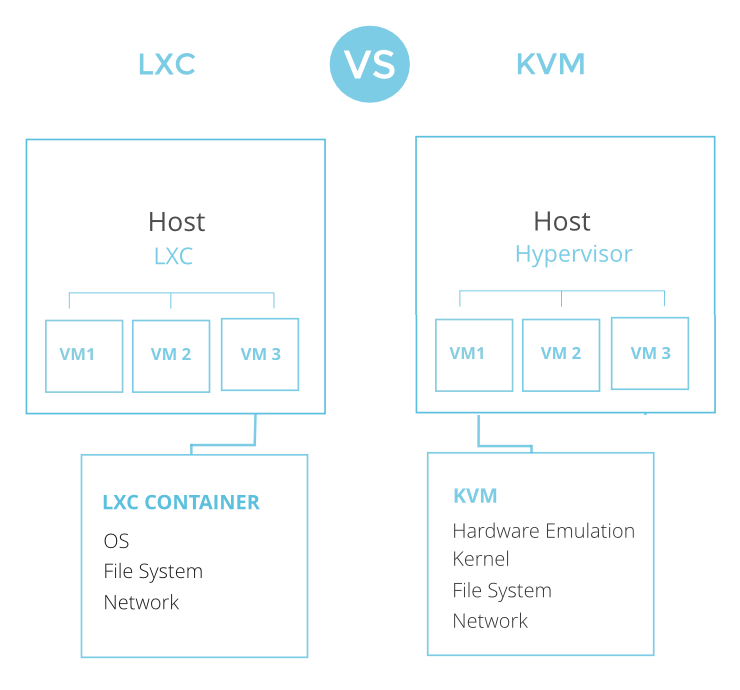 LXC
VS
KVM
Host
LXC
VM1
VM 2
VM 3
LXC CONTAINER
OS
File System
Network
Host
Hypervisor
VM1
VM 2
VM 3
KVM
Hardware Emulation
Kernel
File System
Network